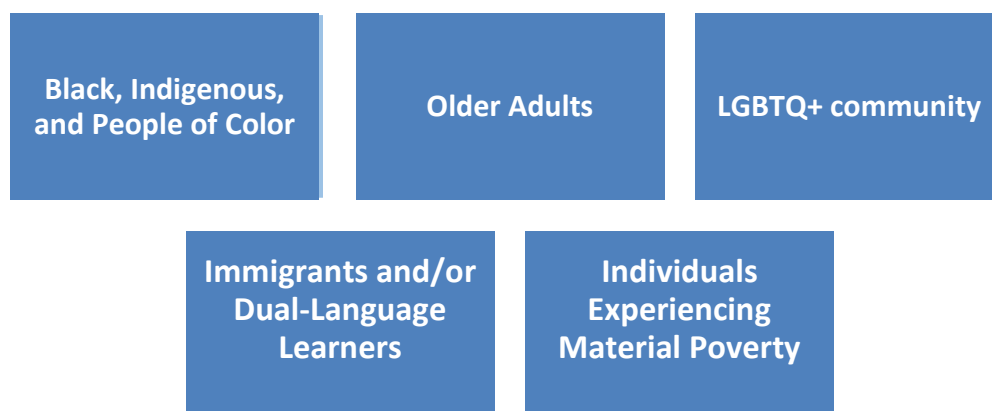 Black, Indigenous,
and People of Color
Older Adults
LGBTQ+ community
Immigrants and/or
Dual-Language
Learners
Individuals
Experiencing
Material Poverty